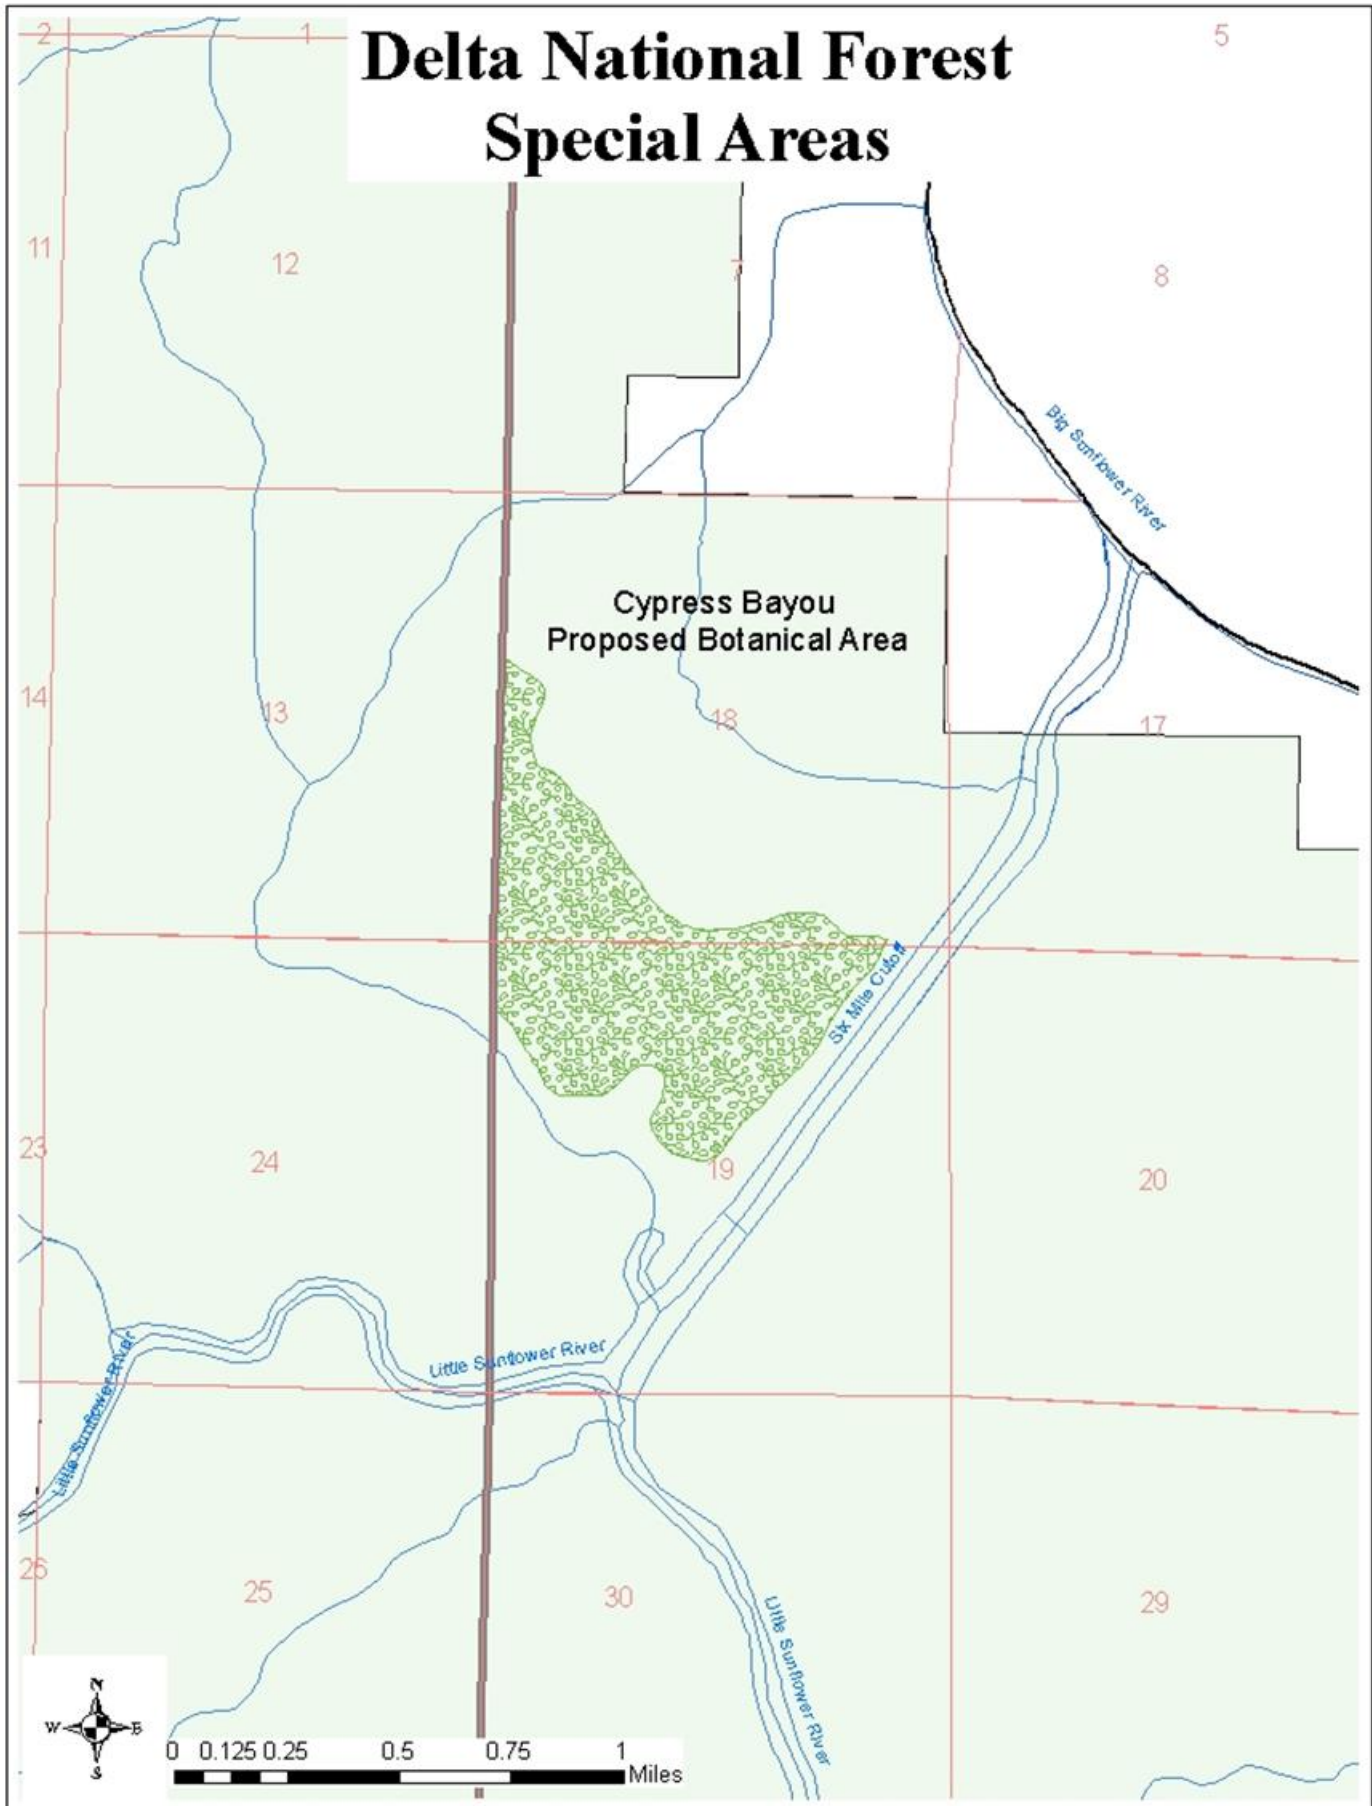 Delta National Forest
Special Areas
2
1
5
11
12
7
8
Big Sunflower River
Cypress Bayou
Proposed Botanical Area
14
13
18
17
Six Mile Cutoff
23
24
19
20
Little Sunflower River
Little Sunflower River
26
25
30
29
Little Sunflower River
N
W
E
S
0 0.125 0.25 0.5 0.75 1
Miles